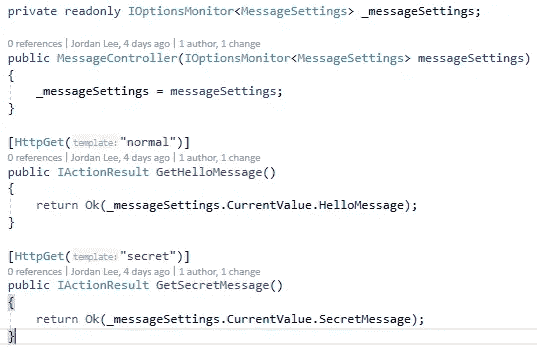 private readonly IOptionsMonitor<MessageSettings> _messageSettings;
0 references | Jordan Lee, 4 days ago | 1 author, 1 change
public MessageController(IOptionsMonitor<MessageSettings> messageSettings)
{
    _messageSettings = messageSettings;
}
[HttpGet(template:"normal")]
0 references | Jordan Lee, 4 days ago | 1 author, 1 change
public IActionResult GetHelloMessage()
{
    return Ok(_messageSettings.CurrentValue.HelloMessage);
}
[HttpGet(template:"secret")]
0 references | Jordan Lee, 4 days ago | 1 author, 1 change
public IActionResult GetSecretMessage()
{
    return Ok(_messageSettings.CurrentValue.SecretMessage);
}